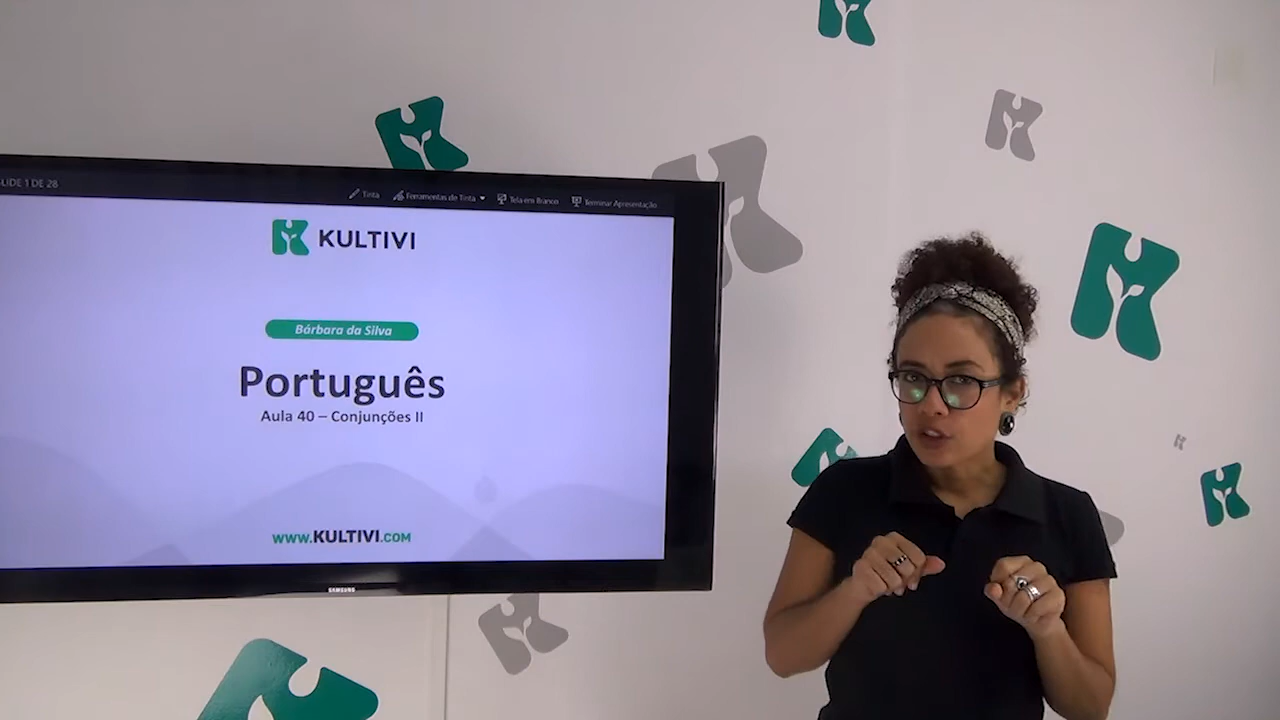 SLIDE 1 DE 28
Tinta
Ferramentas de Tinta
Tela em Branco
Terminar Apresentação
KULTIVI
Bárbara da Silva
Português
Aula 40 – Conjunções II
WWW.KULTIVI.COM
SAMSUNG